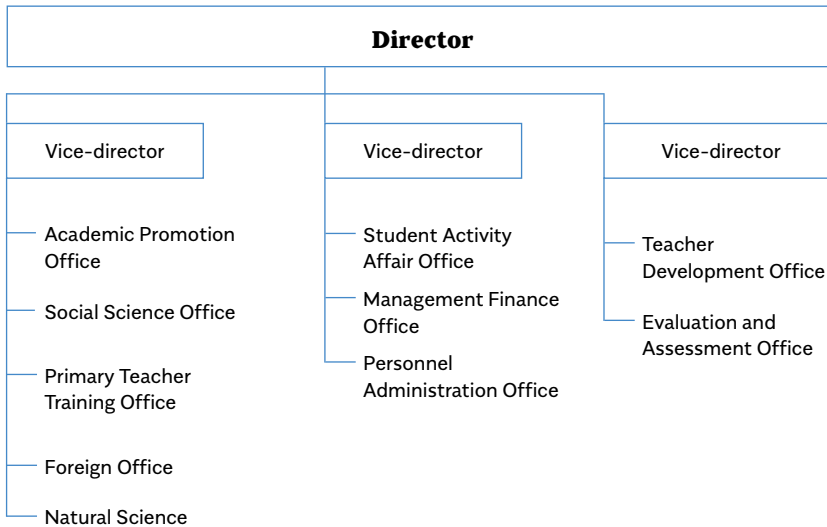 Director
Vice-director
Academic Promotion
Office
Social Science Office
Primary Teacher
Training Office
Foreign Office
Natural Science
Vice-director
Student Activity
Affair Office
Management Finance
Office
Personnel
Administration Office
Vice-director
Teacher
Development Office
Evaluation and
Assessment Office